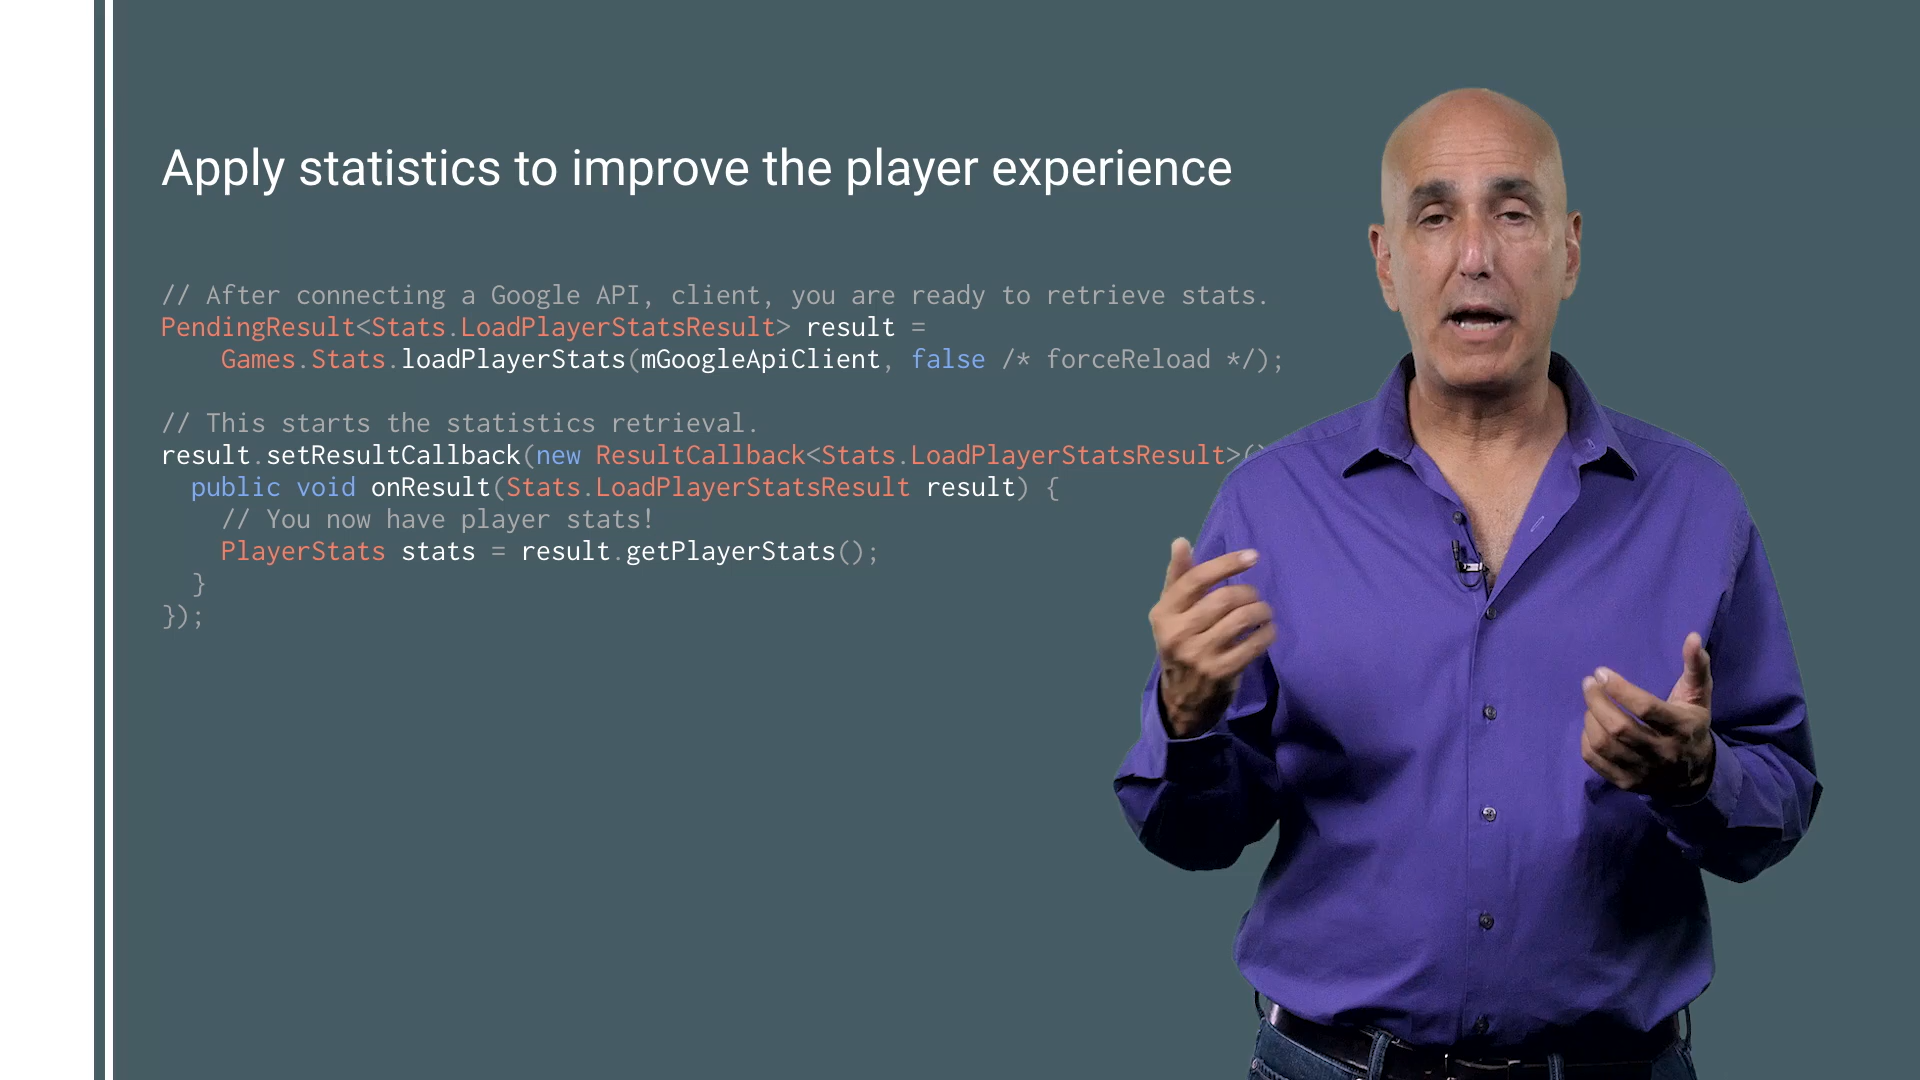 Apply statistics to improve the player experience
// After connecting a Google API, client, you are ready to retrieve stats.
PendingResult<Stats.LoadPlayerStatsResult> result =
    Games.Stats.loadPlayerStats(mGoogleApiClient, false /* forceReload */);
// This starts the statistics retrieval.
result.setResultCallback(new ResultCallback<Stats.LoadPlayerStatsResult>()
  public void onResult(Stats.LoadPlayerStatsResult result) {
    // You now have player stats!
    PlayerStats stats = result.getPlayerStats();
  }
});